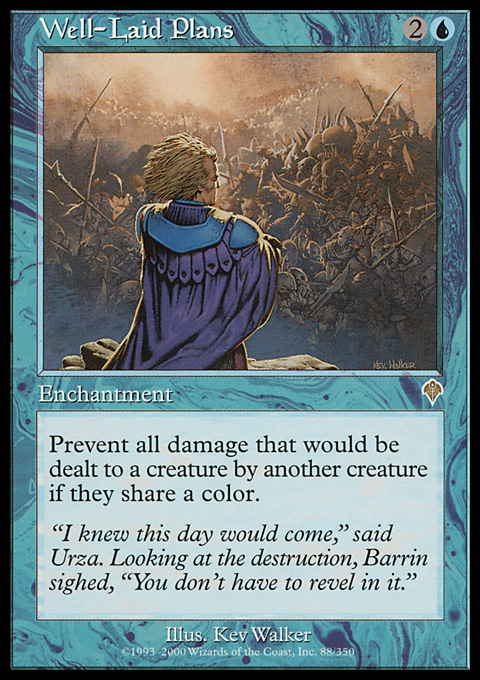 Well-Laid Plans 2
KEV WALKER
Enchantment
Prevent all damage that would be
dealt to a creature by another creature
if they share a color.
“I knew this day would come,” said
Urza. Looking at the destruction, Barrin
sighed, “You don’t have to revel in it.”
Illus. Kev Walker
©1993–2000 Wizards of the Coast, Inc. 88/350